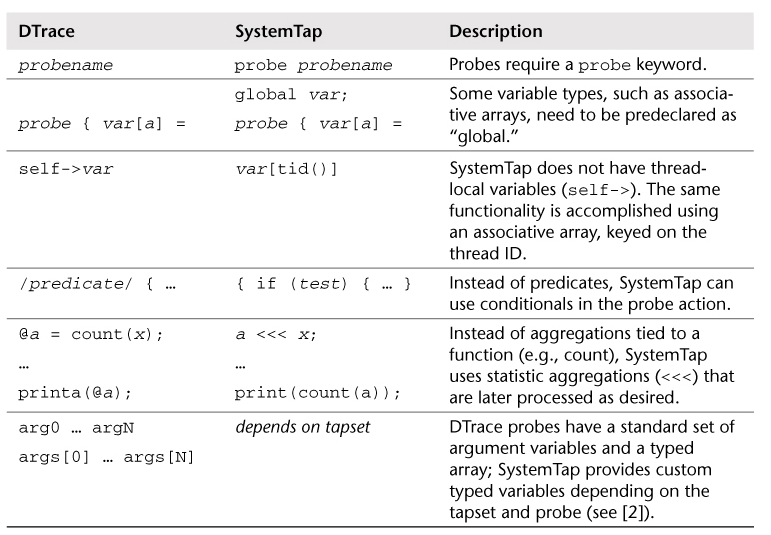 DTrace SystemTap Description
probename probe probename Probes require a probe keyword.
global var; Some variable types, such as associa-
probe { var[a] = probe { var[a] = tive arrays, need to be predeclared as
“global.”
self->var var[tid()] SystemTap does not have thread-
local variables (self->). The same
functionality is accomplished using
an associative array, keyed on the
thread ID.
/predicate/ { … { if (test) { … } Instead of predicates, SystemTap can
use conditionals in the probe action.
@a = count(x); a <<< x; Instead of aggregations tied to a
… … function (e.g., count), SystemTap
uses statistic aggregations (<<<) that
printa(@a); print(count(a)); are later processed as desired.
arg0 … argN depends on tapset DTrace probes have a standard set of
args[0] … args[N] argument variables and a typed
array; SystemTap provides custom
typed variables depending on the
tapset and probe (see [2]).